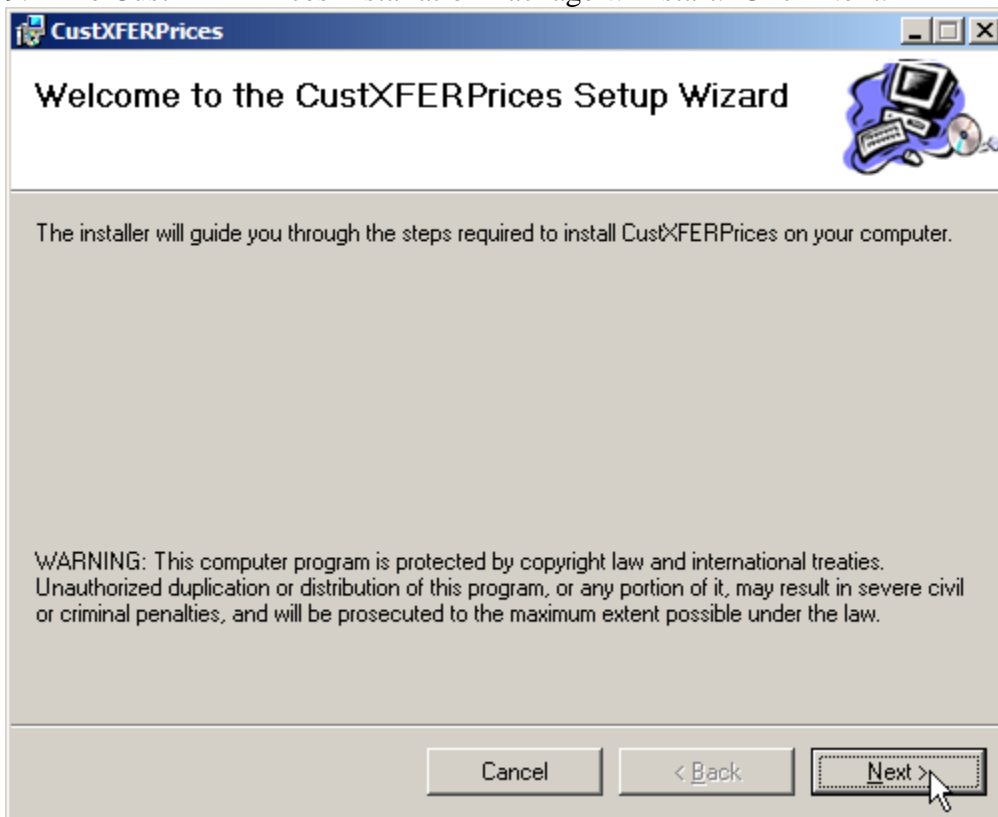 CustXFERPrices
Welcome to the CustXFERPrices Setup Wizard
The installer will guide you through the steps required to install CustXFERPrices on your computer.
WARNING: This computer program is protected by copyright law and international treaties.
Unauthorized duplication or distribution of this program, or any portion of it, may result in severe civil
or criminal penalties, and will be prosecuted to the maximum extent possible under the law.
Cancel
< Back
Next >